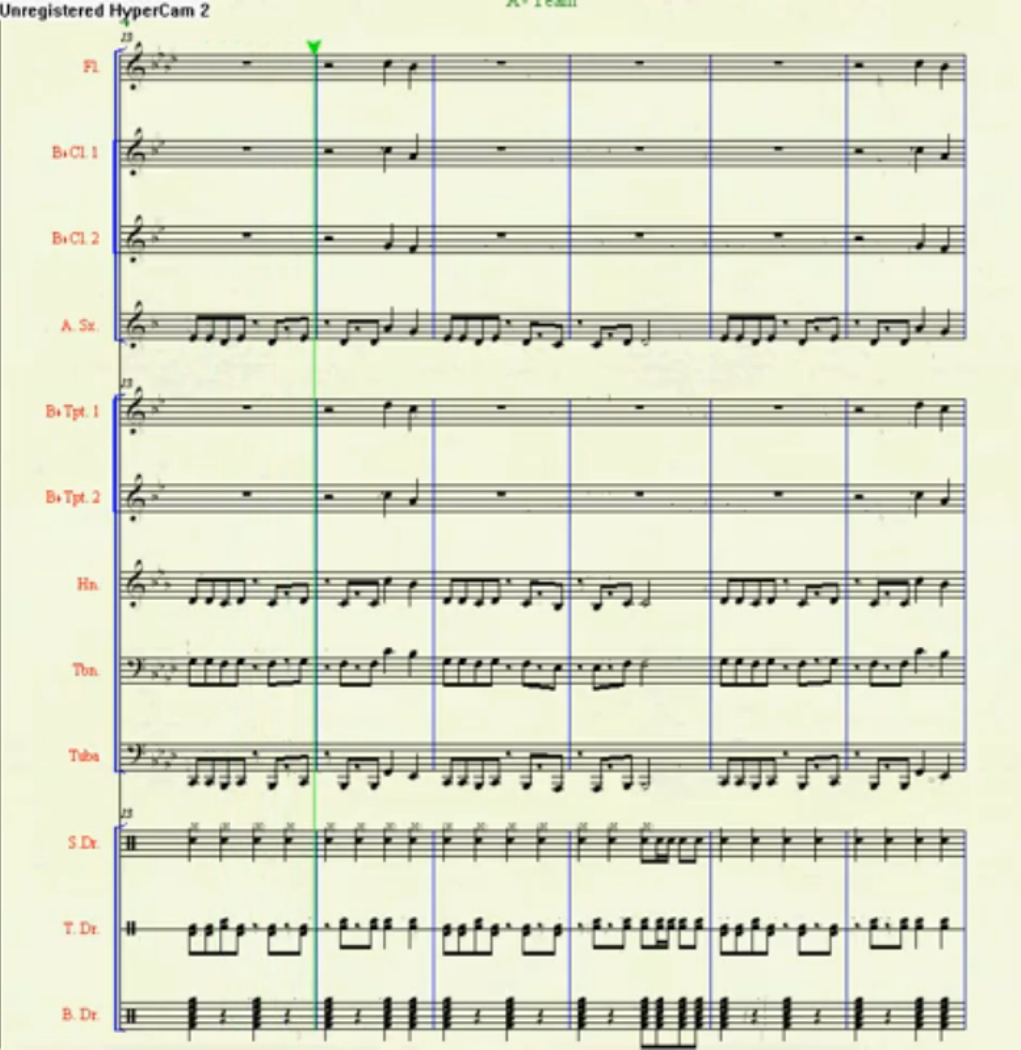 Unregistered HyperCam 2
A-Team
4
13
Fl.
B♭Cl. 1
B♭Cl. 2
A. Sx.
13
B♭Tpt. 1
B♭Tpt. 2
Hn.
Tbn.
Tuba
13
S.Dr.
T. Dr.
B. Dr.